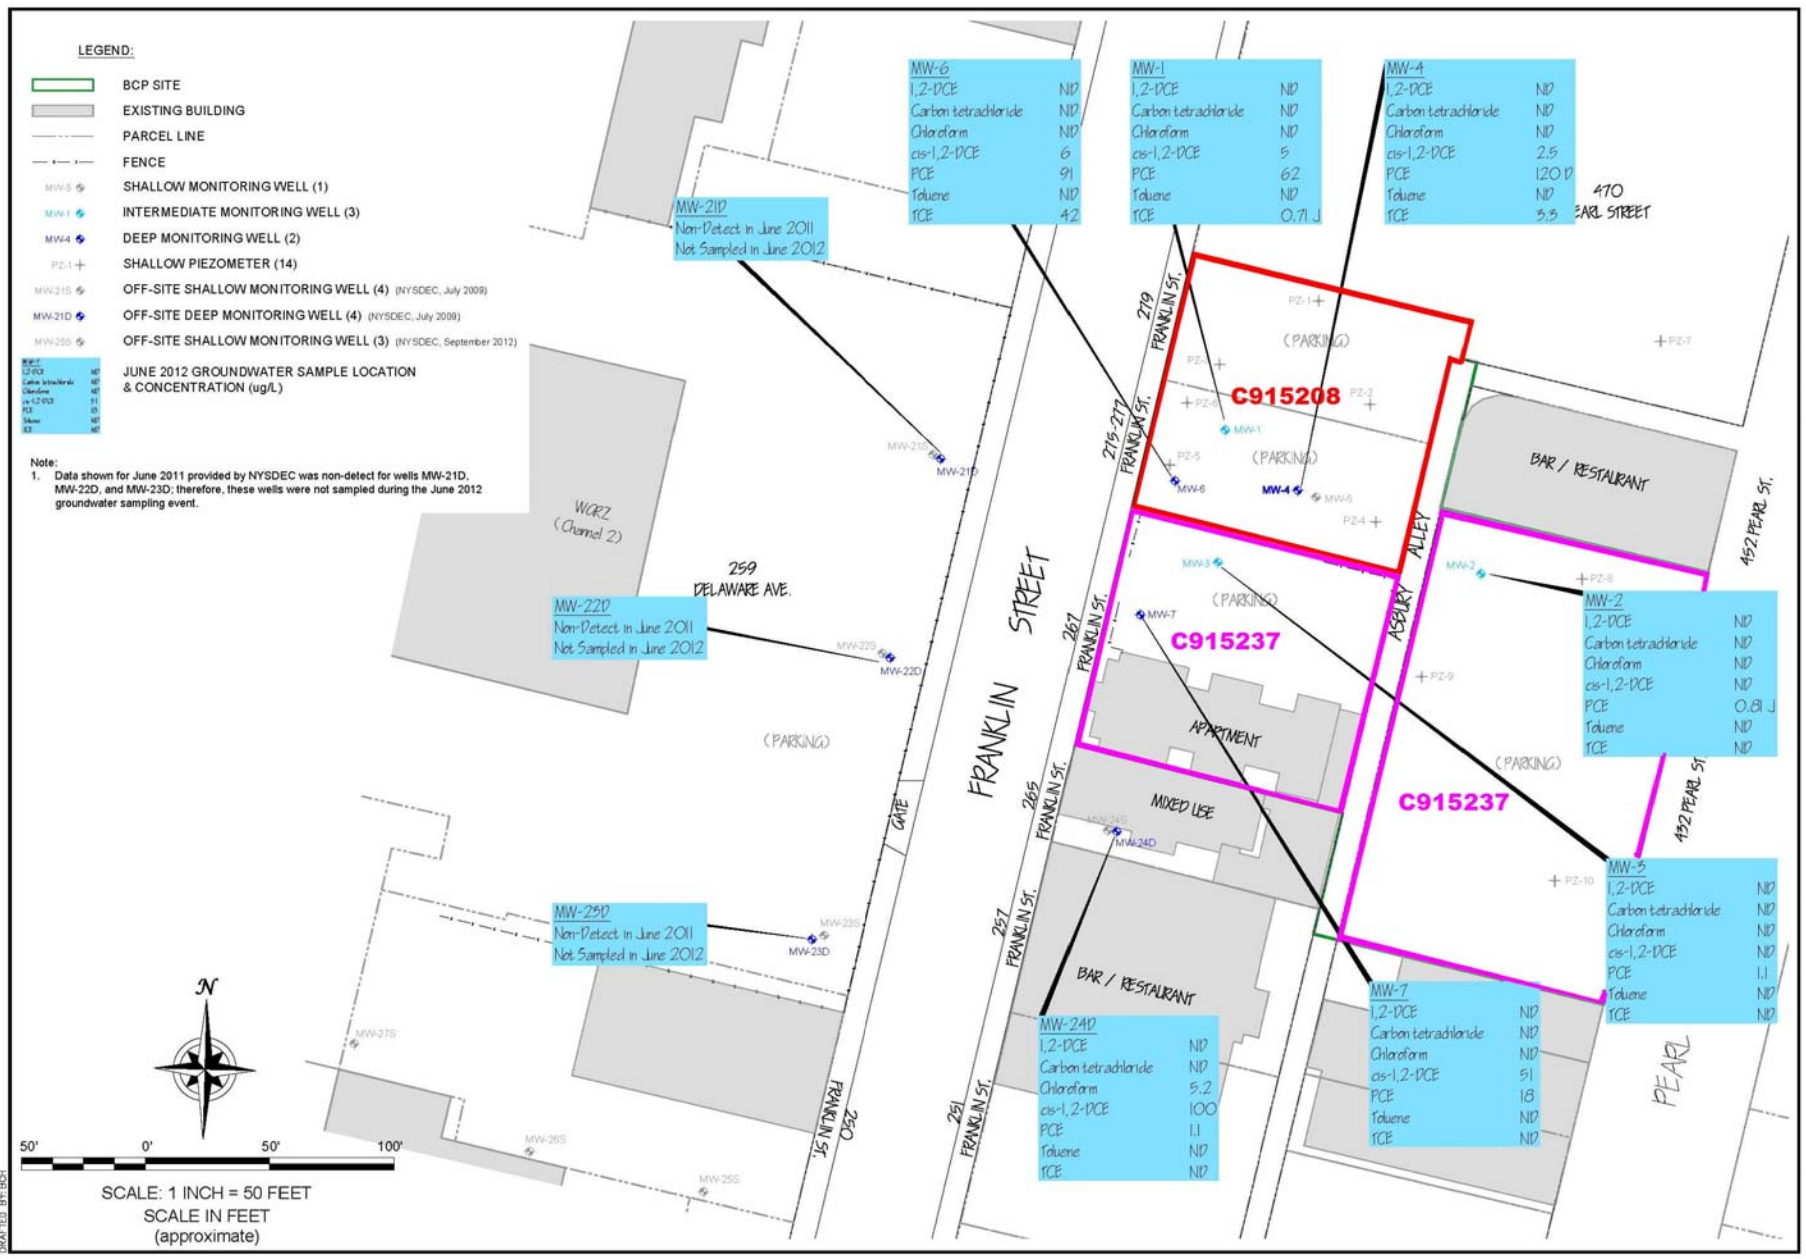 LEGEND:
BCP SITE
EXISTING BUILDING
PARCEL LINE
FENCE
MW-5 SHALLOW MONITORING WELL (1)
MW-1 INTERMEDIATE MONITORING WELL (3)
MW-4 DEEP MONITORING WELL (2)
PZ-1 SHALLOW PIEZOMETER (14)
MW-21S OFF-SITE SHALLOW MONITORING WELL (4) (NYSDEC, July 2009)
MW-21D OFF-SITE DEEP MONITORING WELL (4) (NYSDEC, July 2009)
MW-25S OFF-SITE SHALLOW MONITORING WELL (3) (NYSDEC, September 2012)
JUNE 2012 GROUNDWATER SAMPLE LOCATION
& CONCENTRATION (ug/L)
Note:
1. Data shown for June 2011 provided by NYSDEC was non-detect for wells MW-21D,
MW-22D, and MW-23D; therefore, these wells were not sampled during the June 2012
groundwater sampling event.
MW-6
1,2-DCE ND
Carbon tetrachloride ND
Chloroform ND
cis-1,2-DCE 6
PCE 91
Toluene ND
TCE 42
MW-1
1,2-DCE ND
Carbon tetrachloride ND
Chloroform ND
cis-1,2-DCE 5
PCE 62
Toluene ND
TCE 0.71 J
MW-4
1,2-DCE ND
Carbon tetrachloride ND
Chloroform ND
cis-1,2-DCE 2.5
PCE 120 D
Toluene ND
TCE 3.3
470
EARL STREET
MW-21D
Non-Detect in June 2011
Not Sampled in June 2012
279
FRANKLIN ST.
PZ-1
(PARKING)
PZ-7
C915208
PZ-2
PZ-6
MW-1
275-277
FRANKLIN ST.
(PARKING)
PZ-5
MW-6
MW-4
MW-5
PZ-4
BAR / RESTAURANT
452 PEARL ST.
MW-21S
MW-21D
WGRZ
(Channel 2)
259
DELAWARE AVE.
MW-22D
Non-Detect in June 2011
Not Sampled in June 2012
MW-22S
MW-22D
FRANKLIN STREET
ASBURY ALLEY
MW-3
(PARKING)
MW-7
267
FRANKLIN ST.
C915237
APARTMENT
MW-2
PZ-8
MW-2
1,2-DCE ND
Carbon tetrachloride ND
Chloroform ND
cis-1,2-DCE ND
PCE 0.81 J
Toluene ND
TCE ND
PZ-9
(PARKING)
(PARKING)
C915237
432 PEARL ST.
GATE
265
FRANKLIN ST.
MIXED USE
MW-24S
MW-24D
PZ-10
MW-3
1,2-DCE ND
Carbon tetrachloride ND
Chloroform ND
cis-1,2-DCE ND
PCE 1.1
Toluene ND
TCE ND
MW-23D
Non-Detect in June 2011
Not Sampled in June 2012
MW-23S
MW-23D
257
FRANKLIN ST.
BAR / RESTAURANT
MW-7
1,2-DCE ND
Carbon tetrachloride ND
Chloroform ND
cis-1,2-DCE 51
PCE 18
Toluene ND
TCE ND
MW-24D
1,2-DCE ND
Carbon tetrachloride ND
Chloroform 5.2
cis-1,2-DCE 100
PCE 1.1
Toluene ND
TCE ND
PEARL
N
MW-27S
MW-26S
MW-25S
250
FRANKLIN ST.
251
FRANKLIN ST.
50' 0' 50' 100'
SCALE: 1 INCH = 50 FEET
SCALE IN FEET
(approximate)
DRAFTED BY: BCH